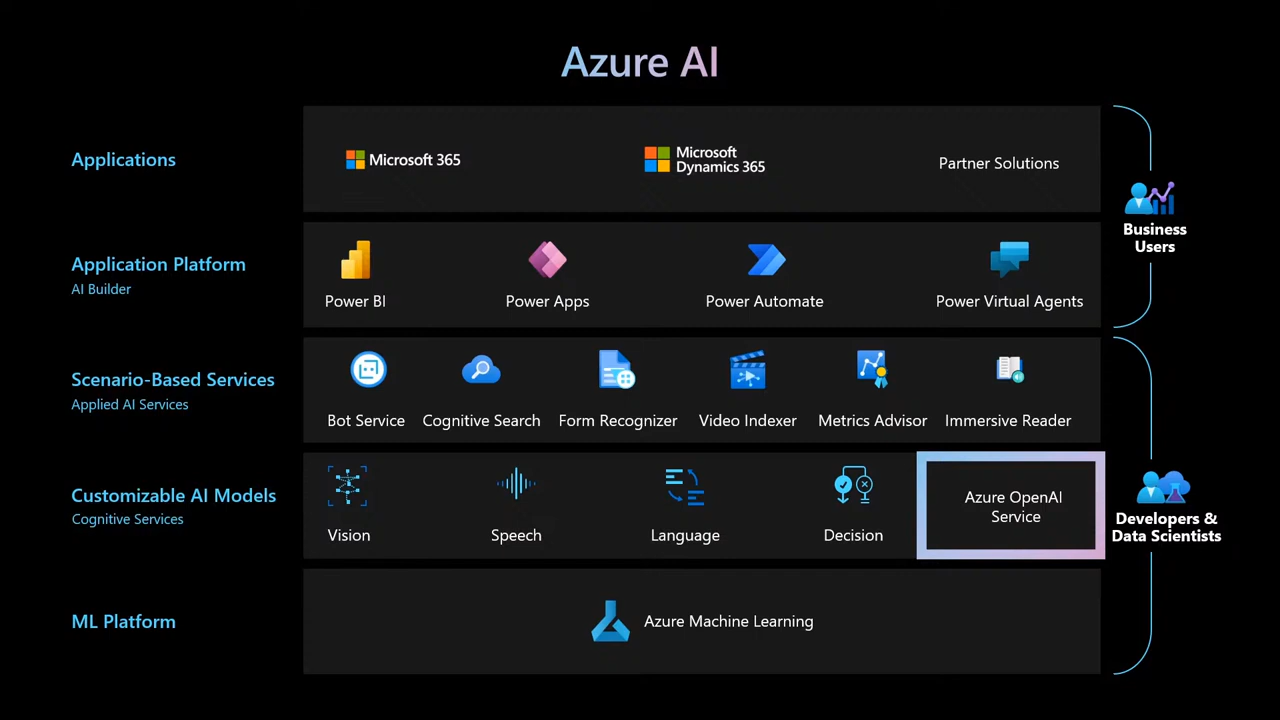 Azure AI
Applications
Microsoft 365
Microsoft
Dynamics 365
Partner Solutions
Business
Users
Application Platform
AI Builder
Power BI
Power Apps
Power Automate
Power Virtual Agents
Scenario-Based Services
Applied AI Services
Bot Service
Cognitive Search
Form Recognizer
Video Indexer
Metrics Advisor
Immersive Reader
Customizable AI Models
Cognitive Services
Vision
Speech
Language
Decision
Azure OpenAI
Service
Developers &
Data Scientists
ML Platform
Azure Machine Learning